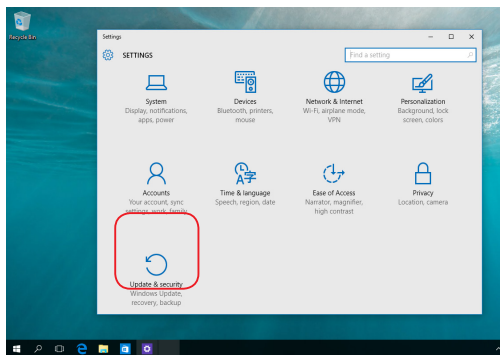 Recycle Bin
Settings
SETTINGS
Find a setting
System
Display, notifications,
apps, power
Devices
Bluetooth, printers,
mouse
Network & Internet
Wi-Fi, airplane mode,
VPN
Personalization
Background, lock
screen, colors
Accounts
Your account, sync
settings, work, family
Time & language
Speech, region, date
Ease of Access
Narrator, magnifier,
high contrast
Privacy
Location, camera
Update & security
Windows Update,
recovery, backup